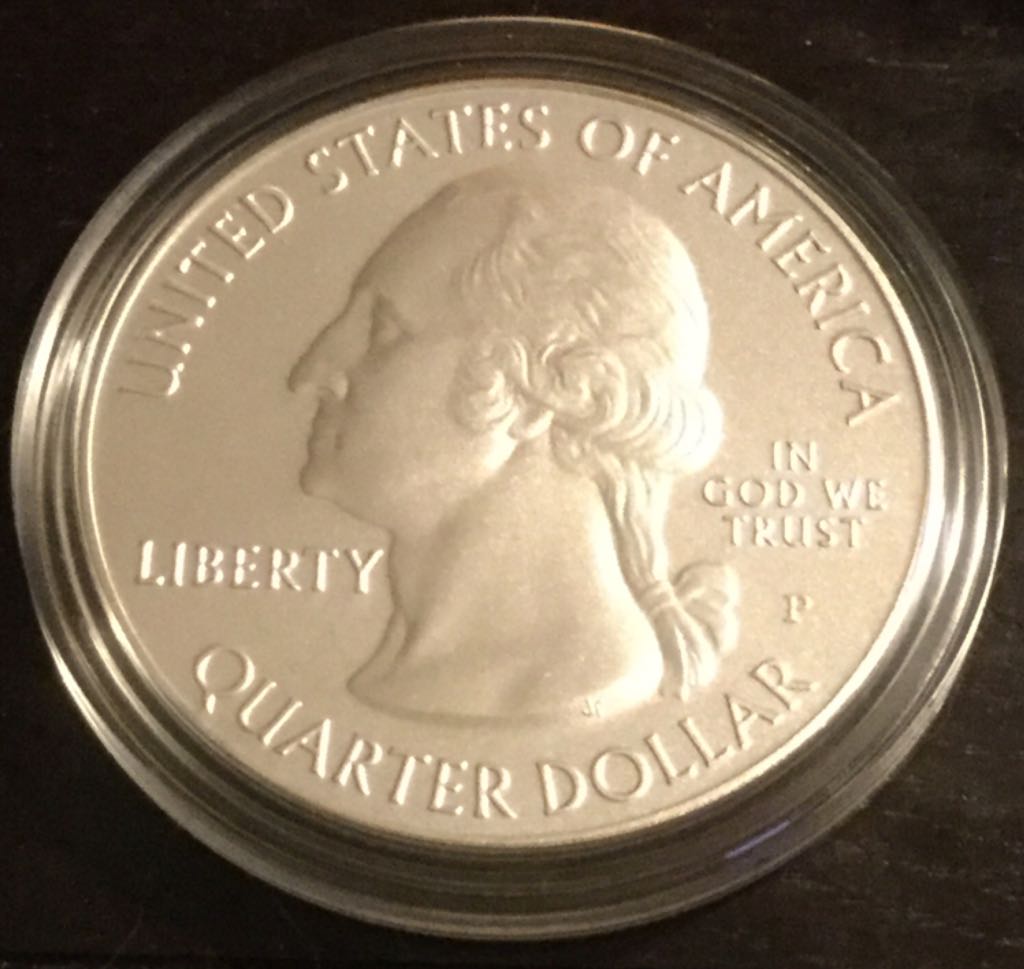 UNITED STATES OF AMERICA
IN
GOD WE
TRUST
LIBERTY
P
QUARTER DOLLAR